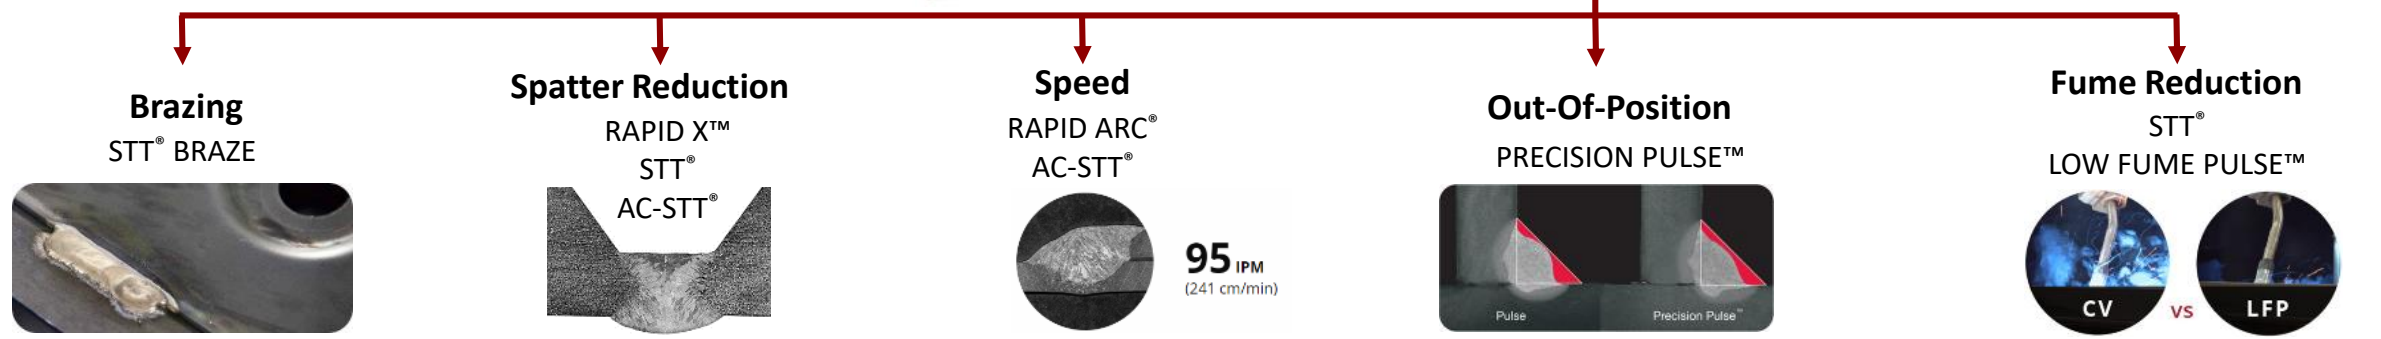 Brazing
STT® BRAZE
Spatter Reduction
RAPID X™
STT®
AC-STT®
Speed
RAPID ARC®
AC-STT®
95 IPM
(241 cm/min)
Out-Of-Position
PRECISION PULSE™
Pulse
Precision Pulse™
Fume Reduction
STT®
LOW FUME PULSE™
CV vs LFP